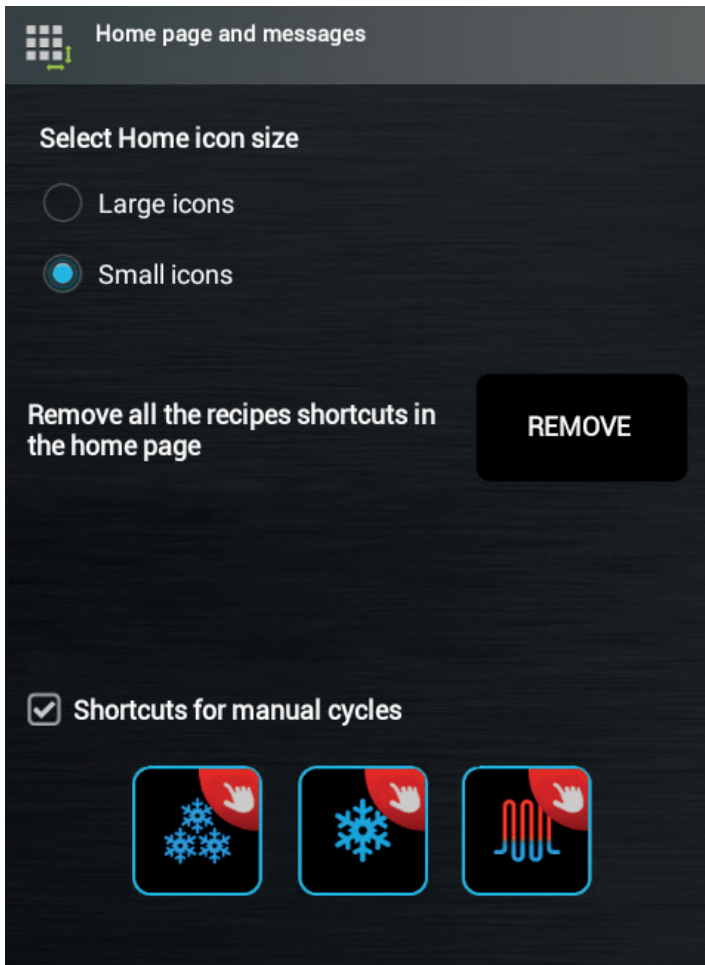 Home page and messages
Select Home icon size
Large icons
Small icons
Remove all the recipes shortcuts in
the home page
REMOVE
Shortcuts for manual cycles